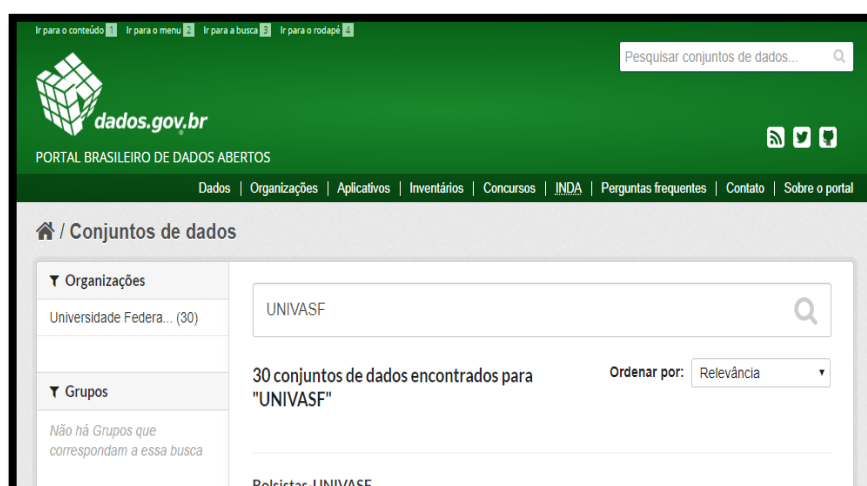 Ir para o conteúdo 1 Ir para o menu 2 Ir para a busca 3 Ir para o rodapé 4
Pesquisar conjuntos de dados...
dados.gov.br
PORTAL BRASILEIRO DE DADOS ABERTOS
Dados | Organizações | Aplicativos | Inventários | Concursos | INDA | Perguntas frequentes | Contato | Sobre o portal
/ Conjuntos de dados
Organizações
Universidade Federa... (30)
UNIVASF
30 conjuntos de dados encontrados para
"UNIVASF"
Ordenar por: Relevância
Grupos
Não há Grupos que
correspondam a essa busca
Bolsistas-UNIVASF